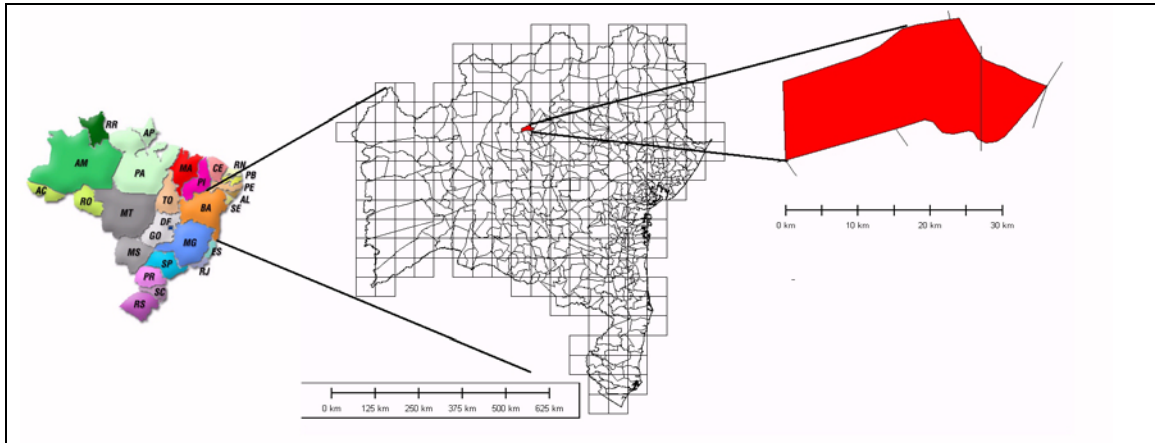 RR
AP
AM
PA
MA
CE
RN
PB
PI
PE
AC
AL
TO
RO
BA
SE
MT
DF
GO
MG
ES
MS
SP
RJ
PR
SC
RS
0 km 125 km 250 km 375 km 500 km 625 km
0 km 10 km 20 km 30 km